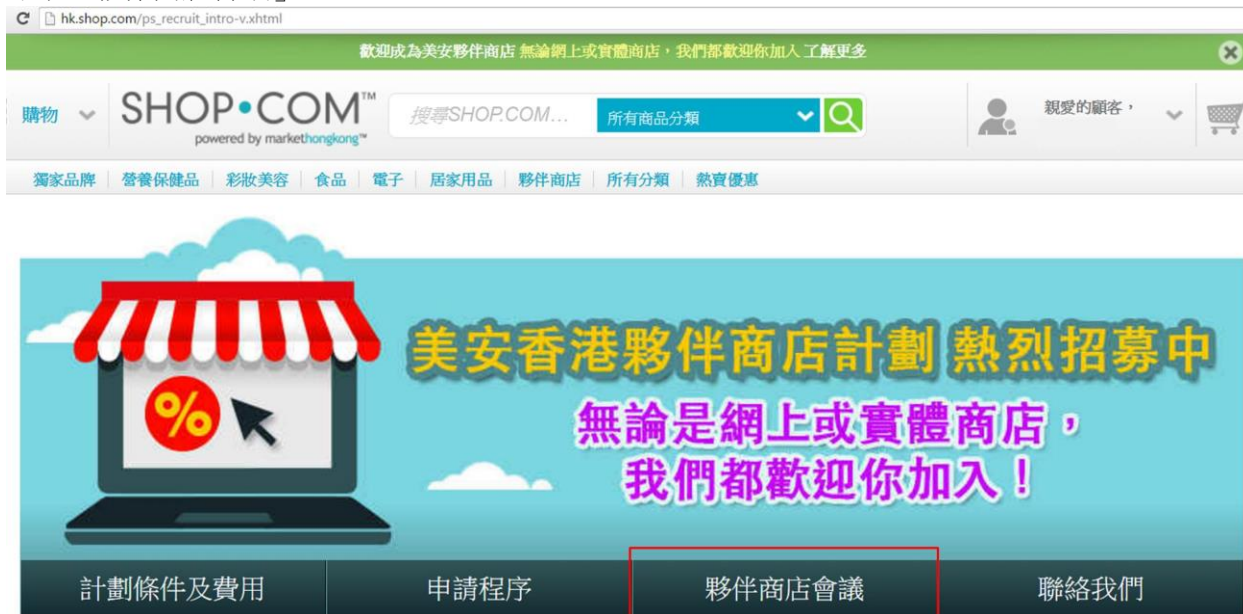 hk.shop.com/ps_recruit_intro-v.xhtml
歡迎成為美安夥伴商店 無論網上或實體商店，我們都歡迎你加入 了解更多
購物 SHOP•COM™ 搜尋SHOP.COM... 所有商品分類 親愛的顧客，
powered by markethongkong™
獨家品牌 營養保健品 彩妝美容 食品 電子 居家用品 夥伴商店 所有分類 熱賣優惠
%
美安香港夥伴商店計劃 熱烈招募中
無論是網上或實體商店，
我們都歡迎你加入！
計劃條件及費用 申請程序 夥伴商店會議 聯絡我們